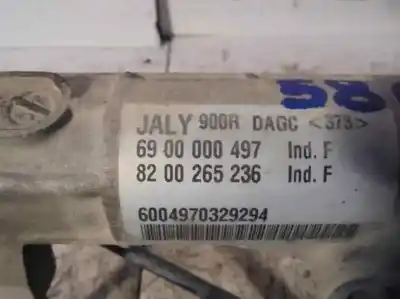 58
JALY 900R DAGC <373>
69 00 000 497 Ind. F
82 00 265 236 Ind. F
6004970329294